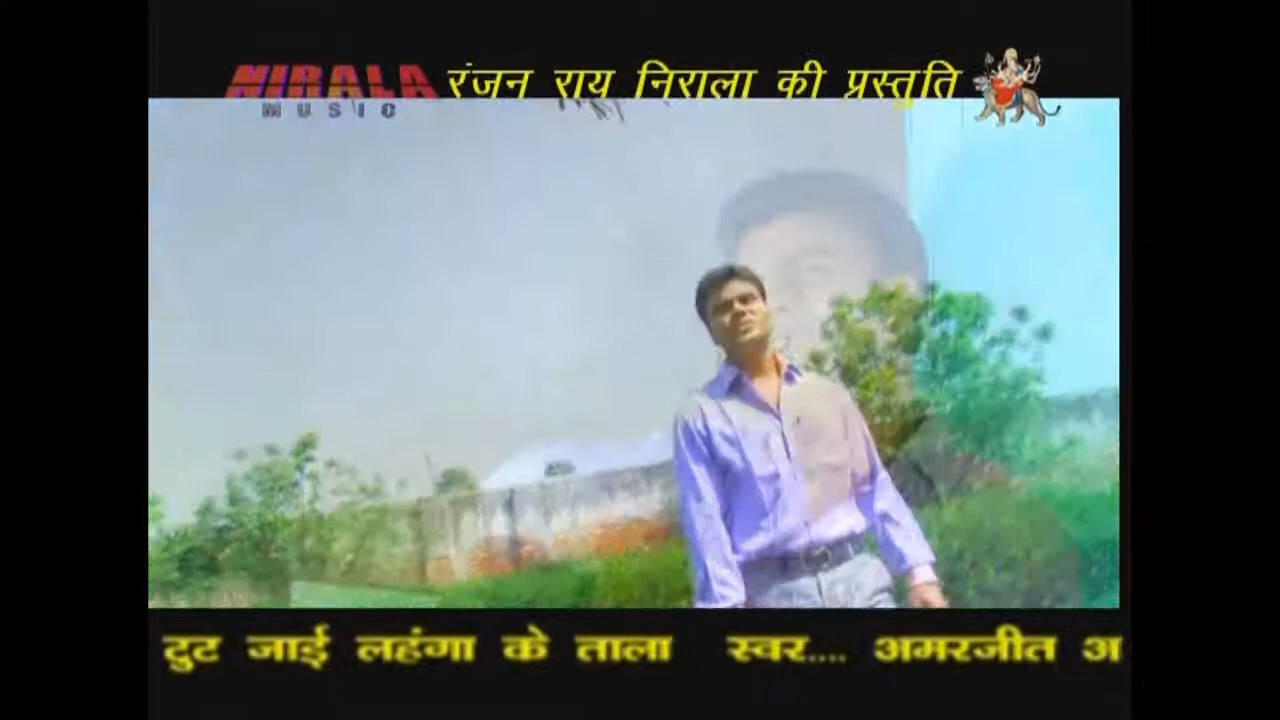 NIRALA रंजन राय निराला की प्रस्तुति
MUSIC
टुट जाई लहंगा के ताला स्वर.... अमरजीत अ